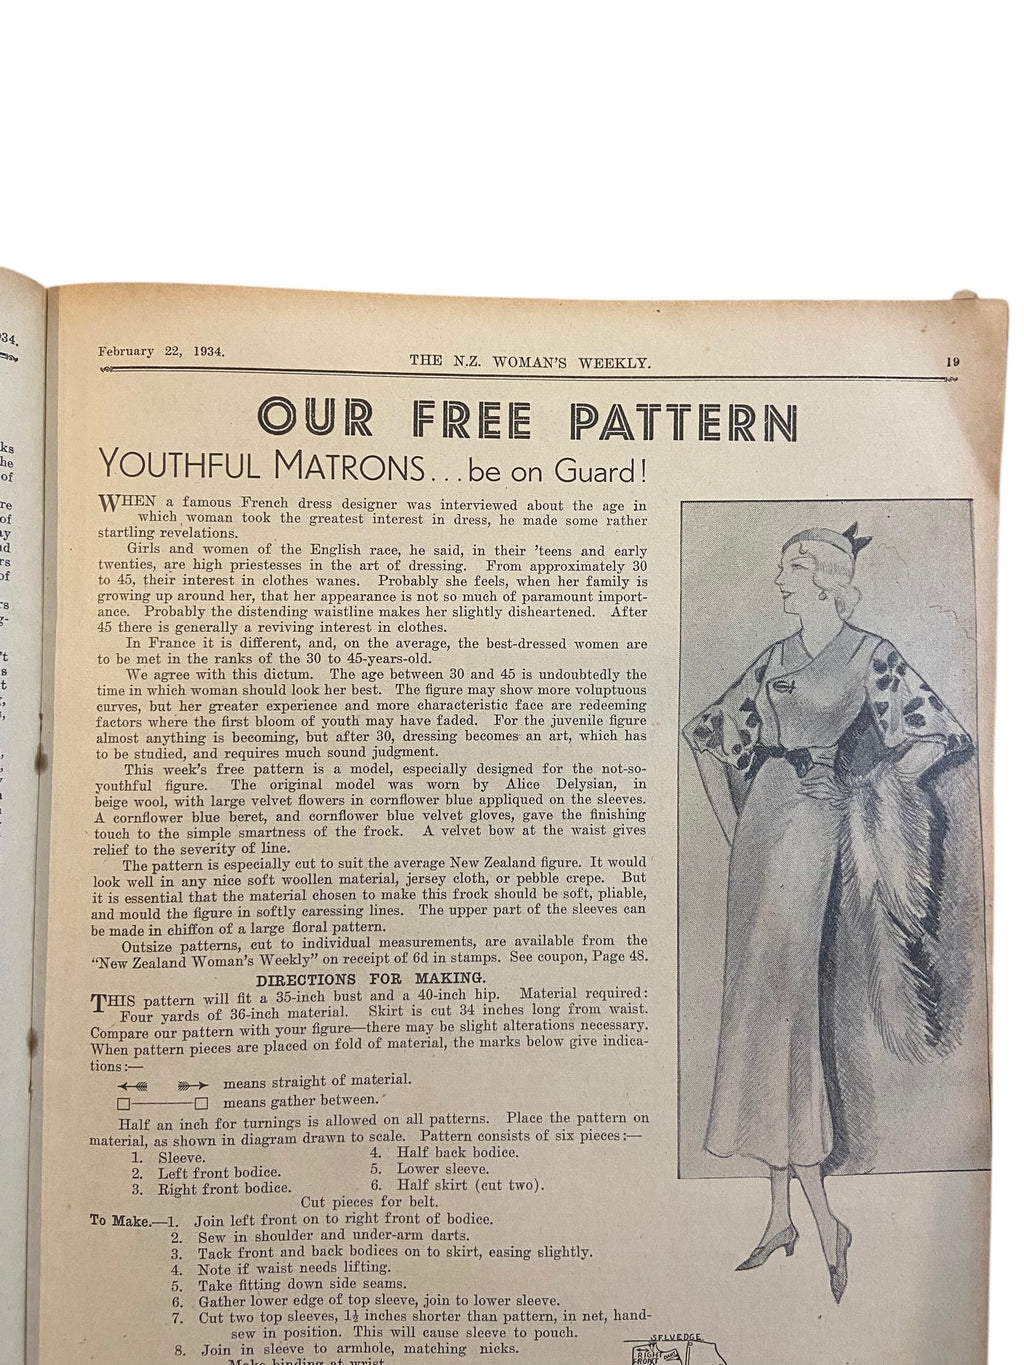 34.
ks
he
of
re
of
ay
nd
rs
of
rs
g-
't
s
t
February 22, 1934.
THE N.Z. WOMAN'S WEEKLY.
19
OUR FREE PATTERN
YOUTHFUL MATRONS... be on Guard!
WHEN a famous French dress designer was interviewed about the age in
which woman took the greatest interest in dress, he made some rather
startling revelations.
Girls and women of the English race, he said, in their 'teens and early
twenties, are high priestesses in the art of dressing. From approximately 30
to 45, their interest in clothes wanes. Probably she feels, when her family is
growing up around her, that her appearance is not so much of paramount import-
ance. Probably the distending waistline makes her slightly disheartened. After
45 there is generally a reviving interest in clothes.
In France it is different, and, on the average, the best-dressed women are
to be met in the ranks of the 30 to 45-years-old.
We agree with this dictum. The age between 30 and 45 is undoubtedly the
time in which woman should look her best. The figure may show more voluptuous
curves, but her greater experience and more characteristic face are redeeming
factors where the first bloom of youth may have faded. For the juvenile figure
almost anything is becoming, but after 30, dressing becomes an art, which has
to be studied, and requires much sound judgment.
This week's free pattern is a model, especially designed for the not-so-
youthful figure. The original model was worn by Alice Delysian, in
beige wool, with large velvet flowers in cornflower blue appliqued on the sleeves.
A cornflower blue beret, and cornflower blue velvet gloves, gave the finishing
touch to the simple smartness of the frock. A velvet bow at the waist gives
relief to the severity of line.
The pattern is especially cut to suit the average New Zealand figure. It would
look well in any nice soft woollen material, jersey cloth, or pebble crepe. But
it is essential that the material chosen to make this frock should be soft, pliable,
and mould the figure in softly caressing lines. The upper part of the sleeves can
be made in chiffon of a large floral pattern.
Outsize patterns, cut to individual measurements, are available from the
"New Zealand Woman's Weekly" on receipt of 6d in stamps. See coupon, Page 48.
DIRECTIONS FOR MAKING.
THIS pattern will fit a 35-inch bust and a 40-inch hip. Material required:
Four yards of 36-inch material. Skirt is cut 34 inches long from waist.
Compare our pattern with your figure—there may be slight alterations necessary.
When pattern pieces are placed on fold of material, the marks below give indica-
tions:—
means straight of material.
means gather between.
Half an inch for turnings is allowed on all patterns. Place the pattern on
material, as shown in diagram drawn to scale. Pattern consists of six pieces:—
1. Sleeve.
2. Left front bodice.
3. Right front bodice.
4. Half back bodice.
5. Lower sleeve.
6. Half skirt (cut two).
Cut pieces for belt.
To Make.—1. Join left front on to right front of bodice.
2. Sew in shoulder and under-arm darts.
3. Tack front and back bodices on to skirt, easing slightly.
4. Note if waist needs lifting.
5. Take fitting down side seams.
6. Gather lower edge of top sleeve, join to lower sleeve.
7. Cut two top sleeves, 1½ inches shorter than pattern, in net, hand-
sew in position. This will cause sleeve to pouch.
8. Join in sleeve to armhole, matching nicks.
Make binding at wrist
SELVEDGE
RIGHT
FRONT